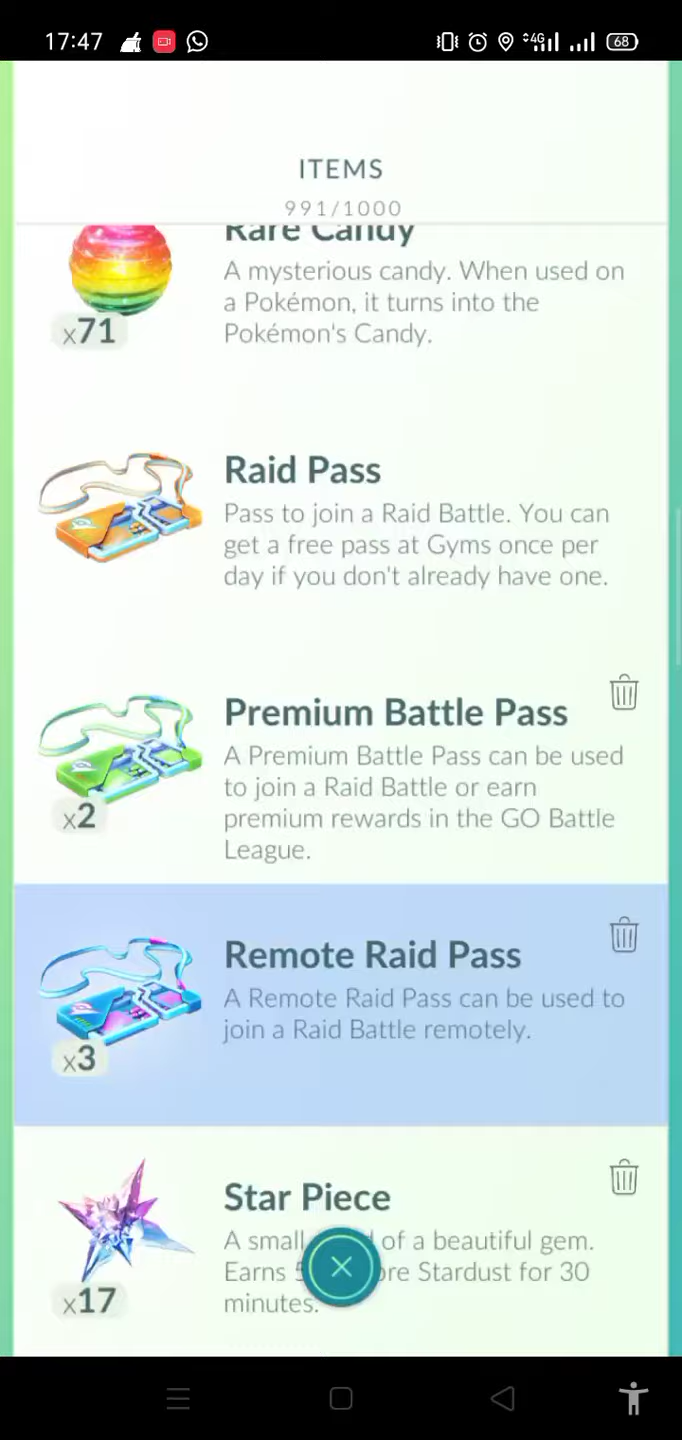 17:47
4G
68
ITEMS
991/1000
Rare Candy
A mysterious candy. When used on
a Pokémon, it turns into the
Pokémon's Candy.
x71
Raid Pass
Pass to join a Raid Battle. You can
get a free pass at Gyms once per
day if you don't already have one.
Premium Battle Pass
A Premium Battle Pass can be used
to join a Raid Battle or earn
premium rewards in the GO Battle
League.
x2
Remote Raid Pass
A Remote Raid Pass can be used to
join a Raid Battle remotely.
x3
Star Piece
A small of a beautiful gem.
Earns Stardust for 30
minutes.
x17